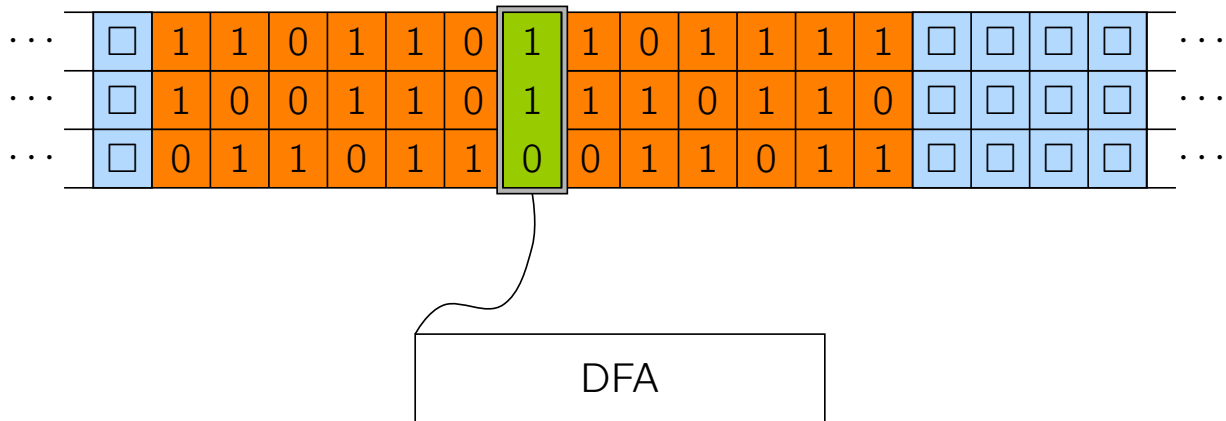 ··· □ 1 1 0 1 1 0 1 1 0 1 1 1 1 □ □ □ □ ···
··· □ 1 0 0 1 1 0 1 1 1 0 1 1 0 □ □ □ □ ···
··· □ 0 1 1 0 1 1 0 0 1 1 0 1 1 □ □ □ □ ···
DFA